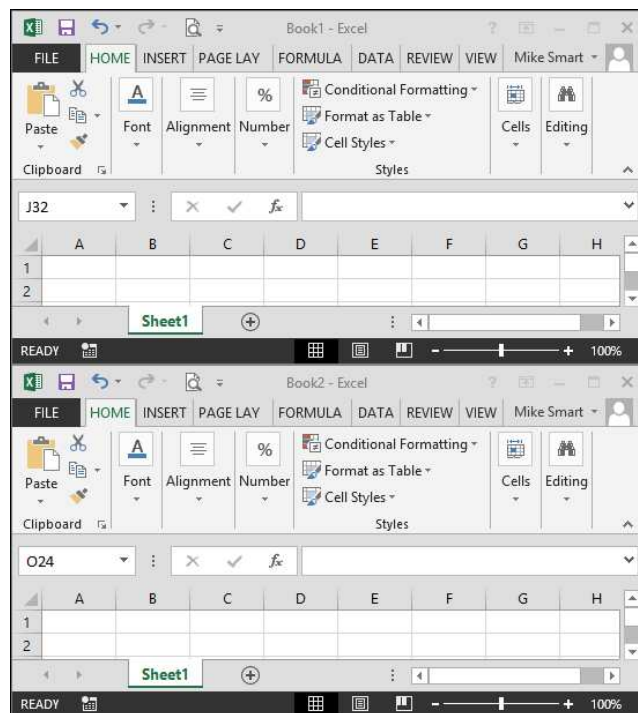 Book1 - Excel
FILE HOME INSERT PAGE LAY FORMULA DATA REVIEW VIEW Mike Smart
Paste Font Alignment Number Conditional Formatting Format as Table Cell Styles Cells Editing
Clipboard Styles
J32 fx
A B C D E F G H
1
2
Sheet1
READY 100%
Book2 - Excel
FILE HOME INSERT PAGE LAY FORMULA DATA REVIEW VIEW Mike Smart
Paste Font Alignment Number Conditional Formatting Format as Table Cell Styles Cells Editing
Clipboard Styles
O24 fx
A B C D E F G H
1
2
Sheet1
READY 100%